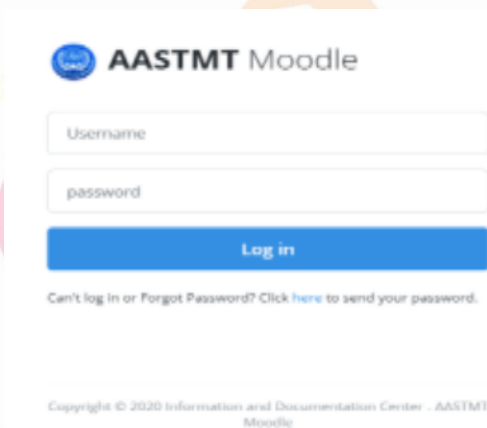 AASTMT Moodle
Username
password
Log in
Can't log in or Forgot Password? Click here to send your password.
Copyright © 2020 Information and Documentation Center . AASTMT
Moodle